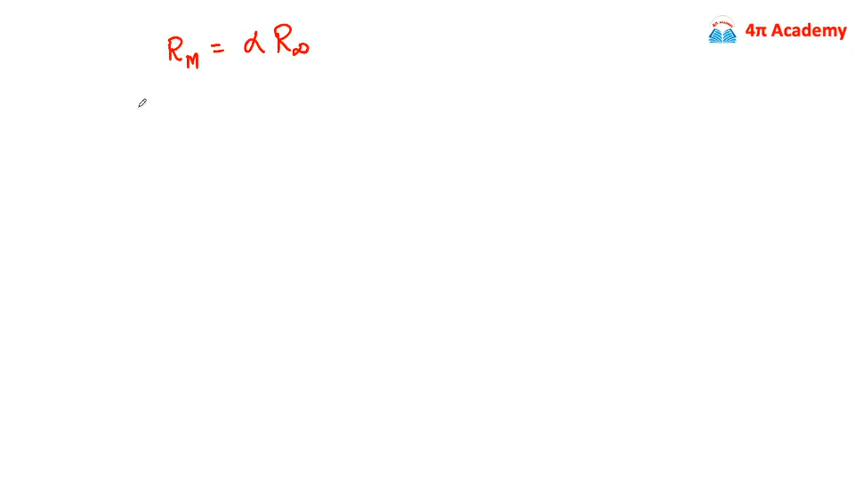 R_M = α R_∞
4π Academy